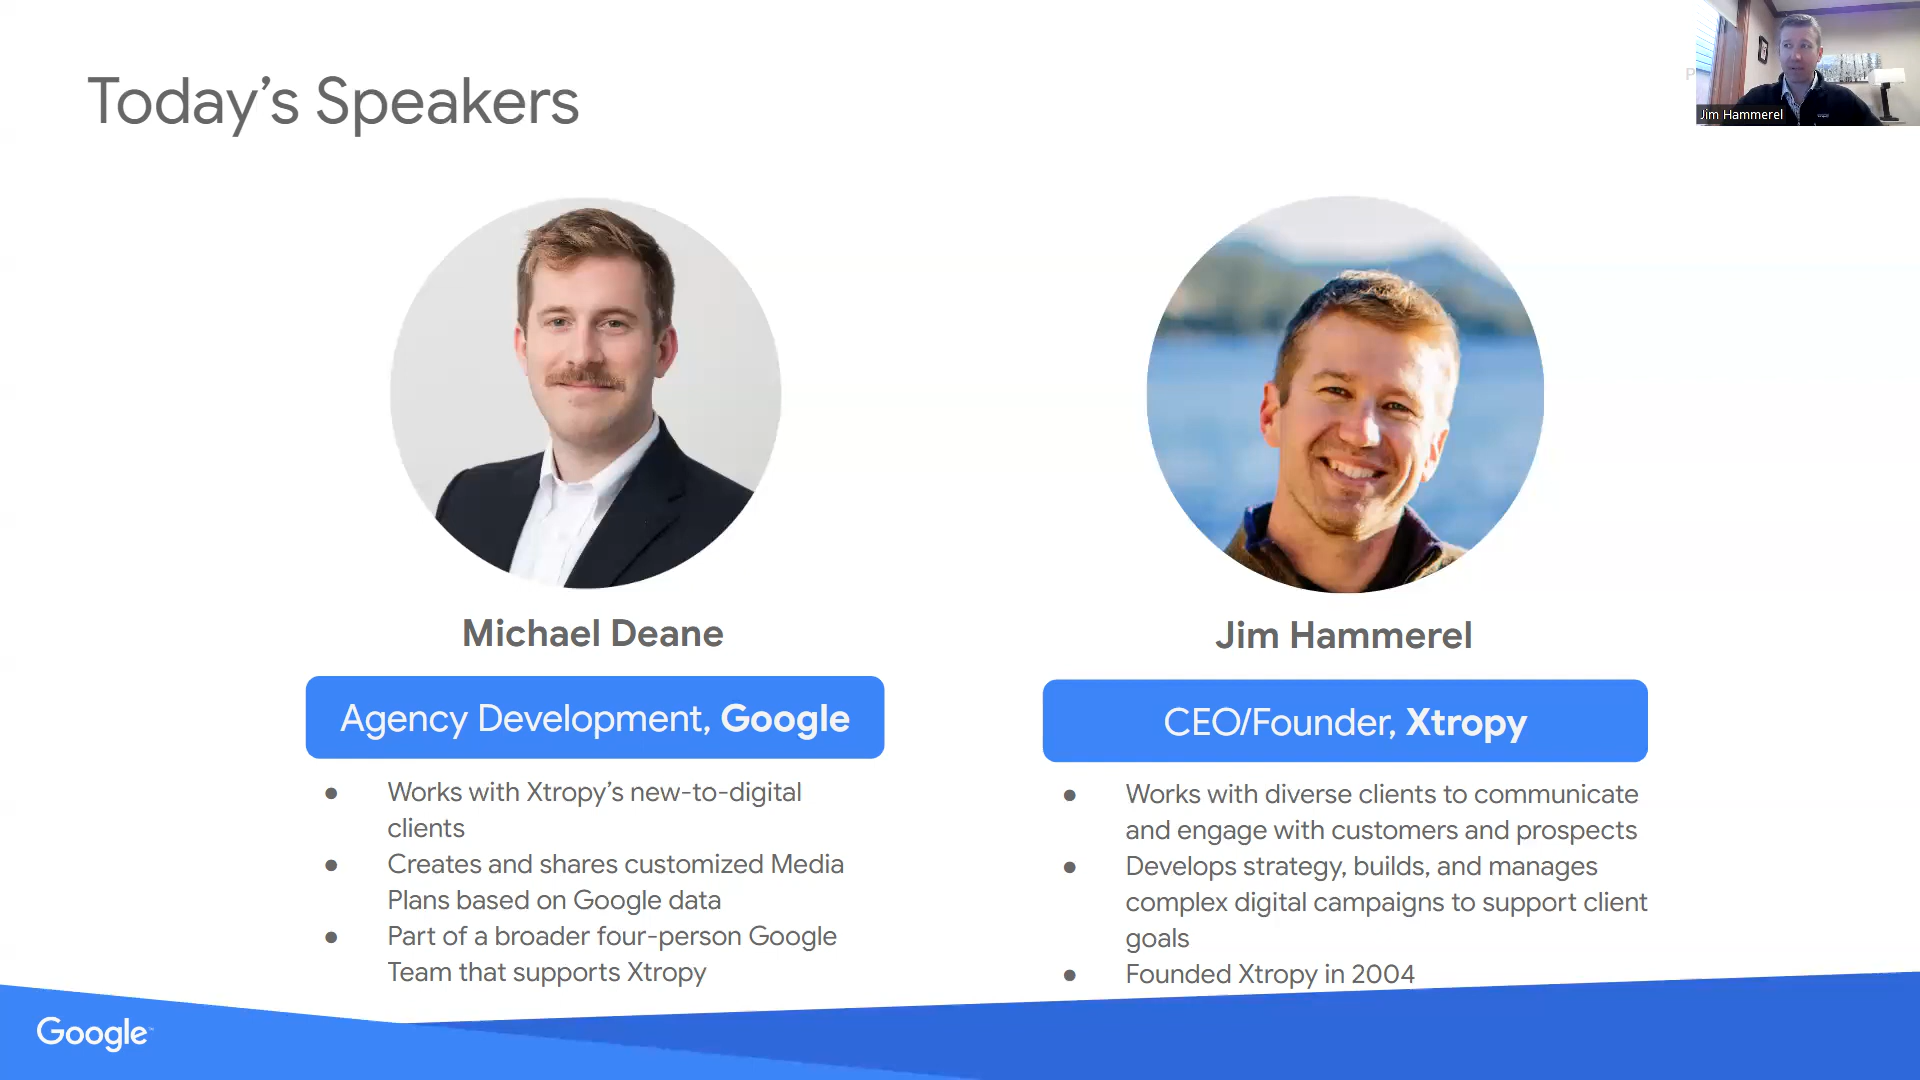 Today's Speakers
P
Jim Hammerel
Michael Deane
Agency Development, Google
● Works with Xtropy's new-to-digital
clients
● Creates and shares customized Media
Plans based on Google data
● Part of a broader four-person Google
Team that supports Xtropy
Jim Hammerel
CEO/Founder, Xtropy
● Works with diverse clients to communicate
and engage with customers and prospects
● Develops strategy, builds, and manages
complex digital campaigns to support client
goals
● Founded Xtropy in 2004
Google